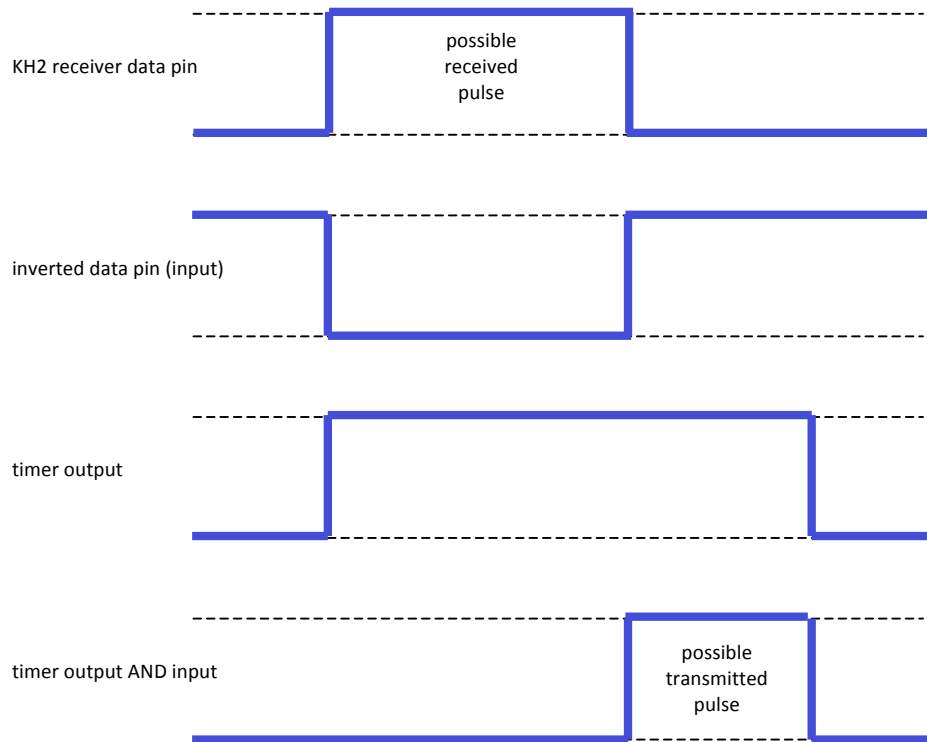 KH2 receiver data pin
possible
received
pulse
inverted data pin (input)
timer output
timer output AND input
possible
transmitted
pulse